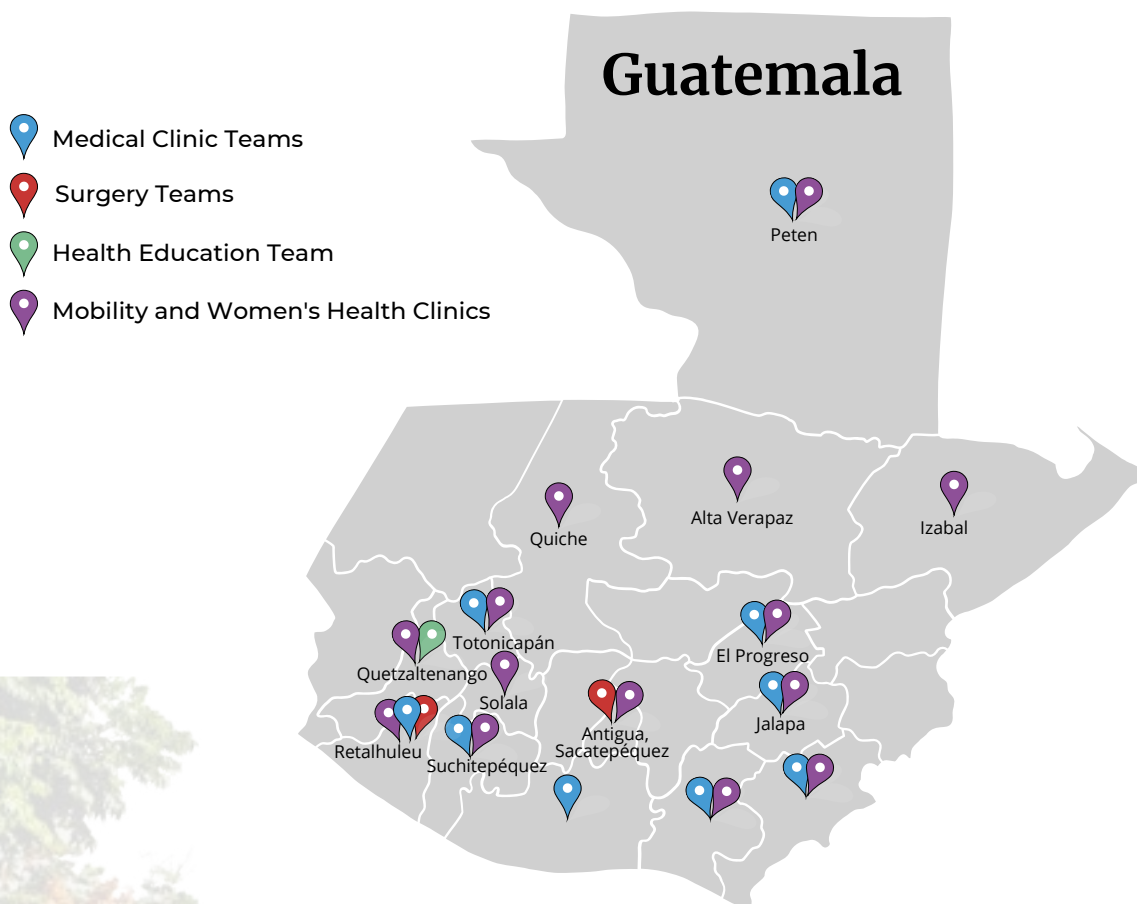 Guatemala
Medical Clinic Teams
Surgery Teams
Health Education Team
Mobility and Women's Health Clinics
Peten
Alta Verapaz
Izabal
Quiche
Totonicapán
El Progreso
Quetzaltenango
Solala
Jalapa
Antigua,
Sacatepéquez
Retalhuleu
Suchitepéquez